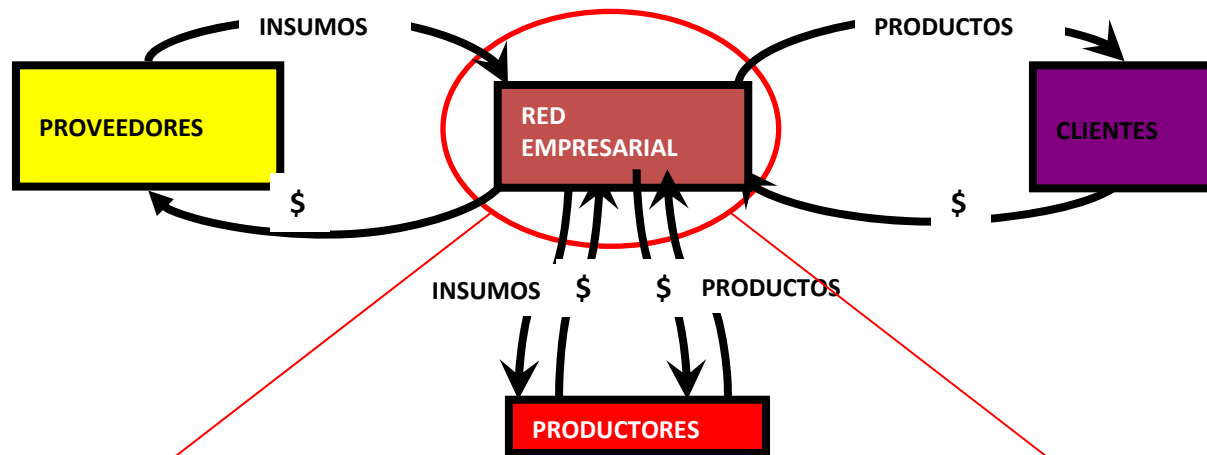 INSUMOS
PRODUCTOS
PROVEEDORES
RED
EMPRESARIAL
CLIENTES
$
$
INSUMOS
$
$
PRODUCTOS
PRODUCTORES